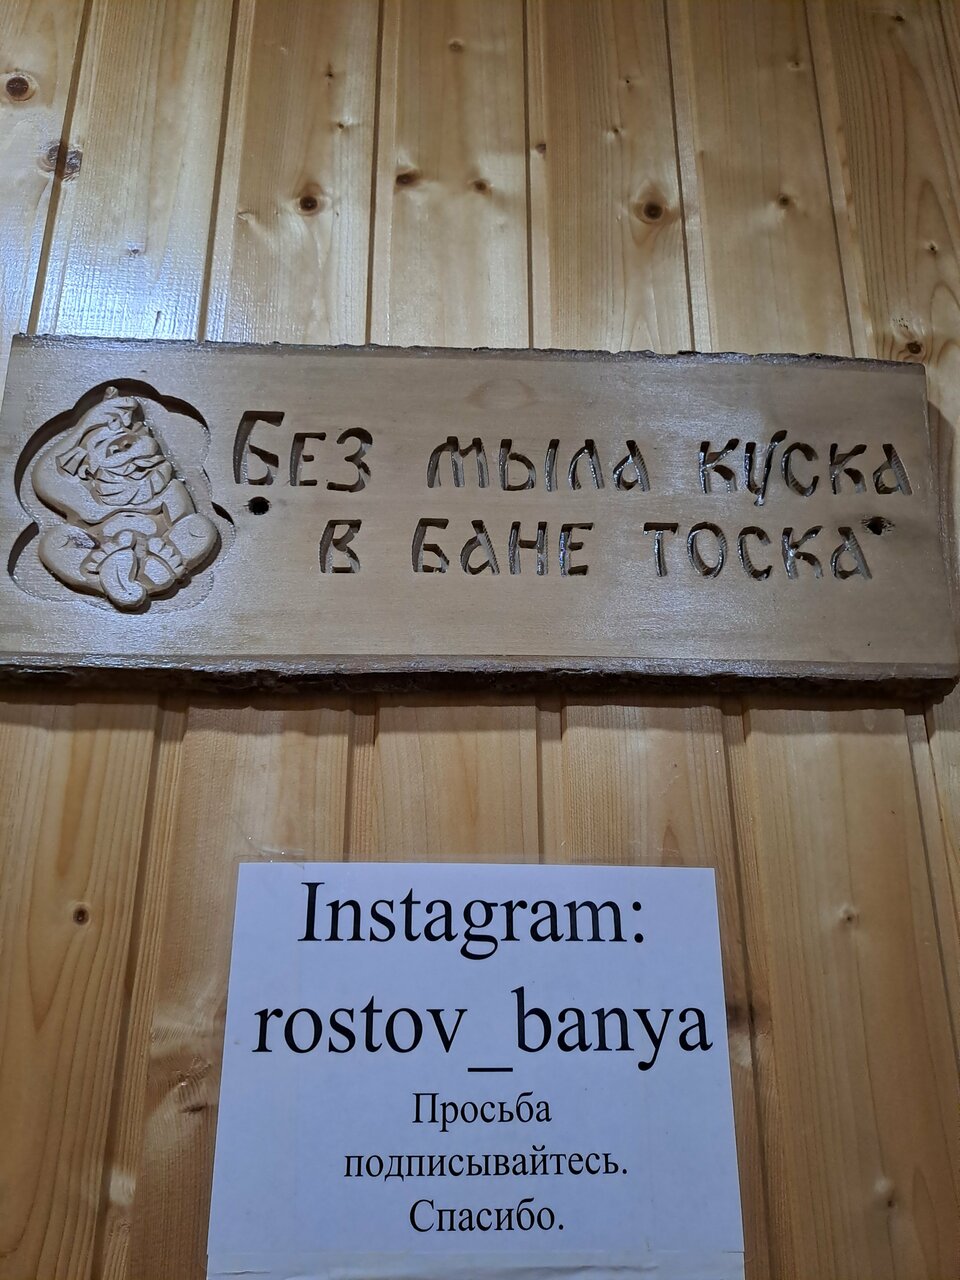 Без мыла куска
в бане тоска
Instagram:
rostov_banya
Просьба
подписывайтесь.
Спасибо.